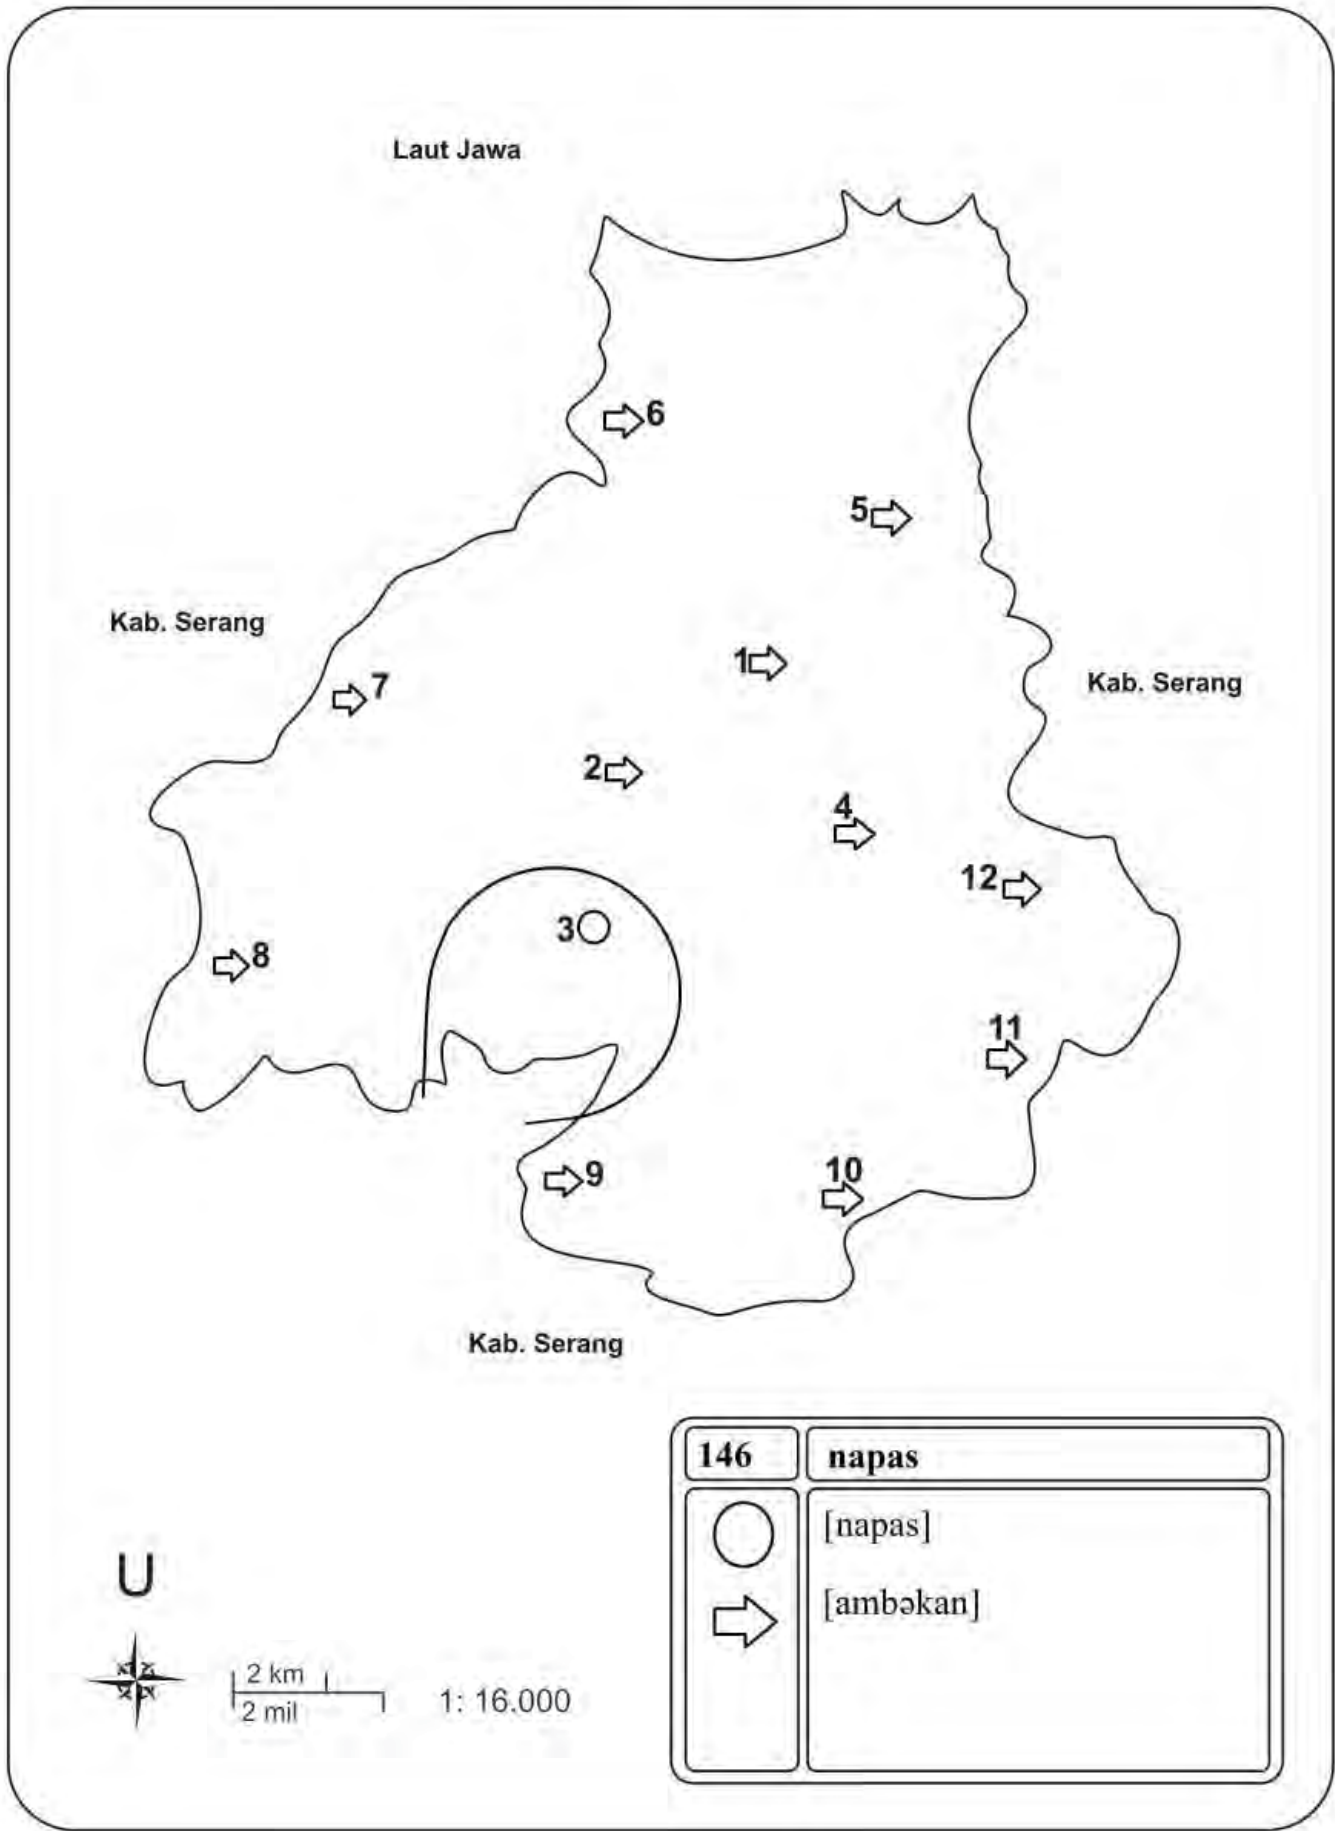 Laut Jawa
6
5
Kab. Serang
1
7
Kab. Serang
2
4
12
3
8
11
10
9
Kab. Serang
146 napas
[napas]
[ambəkan]
U
2 km
2 mil
1: 16.000